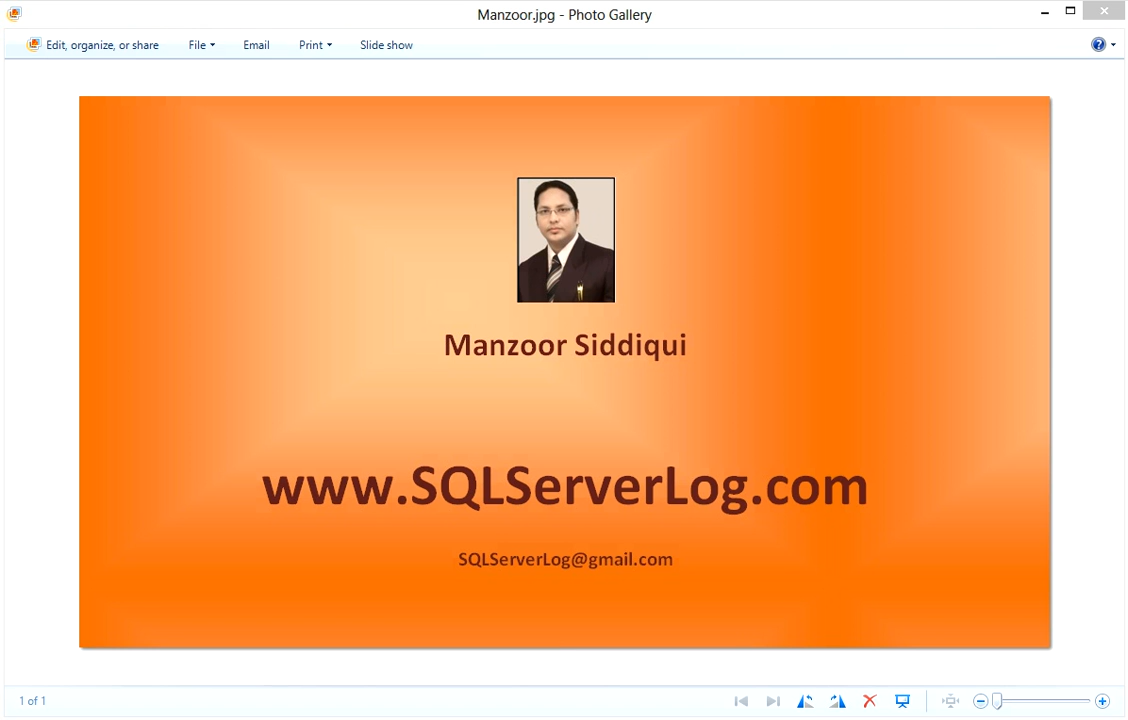 Manzoor.jpg - Photo Gallery
Edit, organize, or share File Email Print Slide show
Manzoor Siddiqui
www.SQLServerLog.com
SQLServerLog@gmail.com
1 of 1